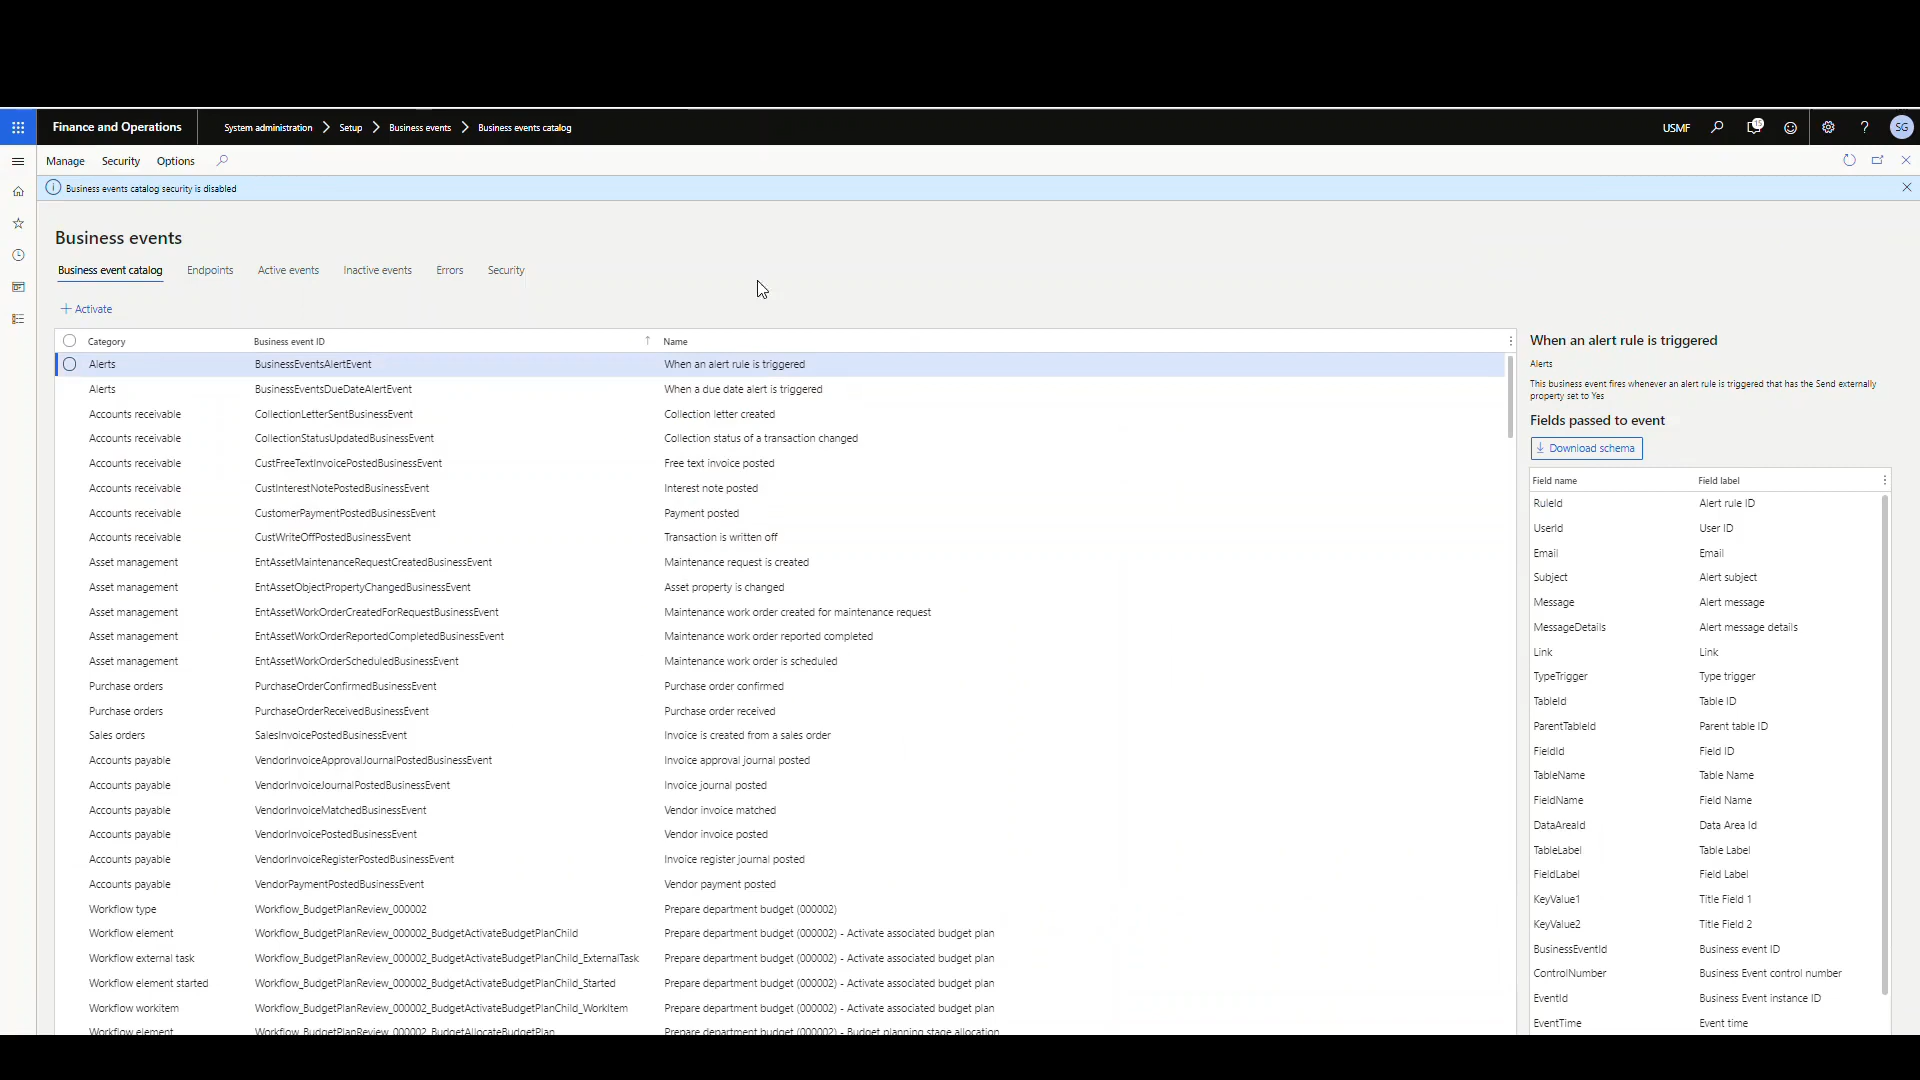 Finance and Operations
System administration
Setup
Business events
Business events catalog
USMF
15
?
SG
Manage
Security
Options
Business events catalog security is disabled
Business events
Business event catalog
Endpoints
Active events
Inactive events
Errors
Security
+ Activate
Category Business event ID Name
Alerts BusinessEventsAlertEvent When an alert rule is triggered
Alerts BusinessEventsDueDateAlertEvent When a due date alert is triggered
Accounts receivable CollectionLetterSentBusinessEvent Collection letter created
Accounts receivable CollectionStatusUpdatedBusinessEvent Collection status of a transaction changed
Accounts receivable CustFreeTextInvoicePostedBusinessEvent Free text invoice posted
Accounts receivable CustInterestNotePostedBusinessEvent Interest note posted
Accounts receivable CustomerPaymentPostedBusinessEvent Payment posted
Accounts receivable CustWriteOffPostedBusinessEvent Transaction is written off
Asset management EntAssetMaintenanceRequestCreatedBusinessEvent Maintenance request is created
Asset management EntAssetObjectPropertyChangedBusinessEvent Asset property is changed
Asset management EntAssetWorkOrderCreatedForRequestBusinessEvent Maintenance work order created for maintenance request
Asset management EntAssetWorkOrderReportedCompletedBusinessEvent Maintenance work order reported completed
Asset management EntAssetWorkOrderScheduledBusinessEvent Maintenance work order is scheduled
Purchase orders PurchaseOrderConfirmedBusinessEvent Purchase order confirmed
Purchase orders PurchaseOrderReceivedBusinessEvent Purchase order received
Sales orders SalesInvoicePostedBusinessEvent Invoice is created from a sales order
Accounts payable VendorInvoiceApprovalJournalPostedBusinessEvent Invoice approval journal posted
Accounts payable VendorInvoiceJournalPostedBusinessEvent Invoice journal posted
Accounts payable VendorInvoiceMatchedBusinessEvent Vendor invoice matched
Accounts payable VendorInvoicePostedBusinessEvent Vendor invoice posted
Accounts payable VendorInvoiceRegisterPostedBusinessEvent Invoice register journal posted
Accounts payable VendorPaymentPostedBusinessEvent Vendor payment posted
Workflow type Workflow_BudgetPlanReview_000002 Prepare department budget (000002)
Workflow element Workflow_BudgetPlanReview_000002_BudgetActivateBudgetPlanChild Prepare department budget (000002) - Activate associated budget plan
Workflow external task Workflow_BudgetPlanReview_000002_BudgetActivateBudgetPlanChild_ExternalTask Prepare department budget (000002) - Activate associated budget plan
Workflow element started Workflow_BudgetPlanReview_000002_BudgetActivateBudgetPlanChild_Started Prepare department budget (000002) - Activate associated budget plan
Workflow workitem Workflow_BudgetPlanReview_000002_BudgetActivateBudgetPlanChild_WorkItem Prepare department budget (000002) - Activate associated budget plan
Workflow element Workflow_BudgetPlanReview_000002_BudgetAllocateBudgetPlan Prepare department budget (000002) - Budget planning stage allocation
When an alert rule is triggered
Alerts
This business event fires whenever an alert rule is triggered that has the Send externally
property set to Yes
Fields passed to event
Download schema
Field name Field label
RuleId Alert rule ID
UserId User ID
Email Email
Subject Alert subject
Message Alert message
MessageDetails Alert message details
Link Link
TypeTrigger Type trigger
TableId Table ID
ParentTableId Parent table ID
FieldId Field ID
TableName Table Name
FieldName Field Name
DataAreaId Data Area Id
TableLabel Table Label
FieldLabel Field Label
KeyValue1 Title Field 1
KeyValue2 Title Field 2
BusinessEventId Business event ID
ControlNumber Business Event control number
EventId Business Event instance ID
EventTime Event time